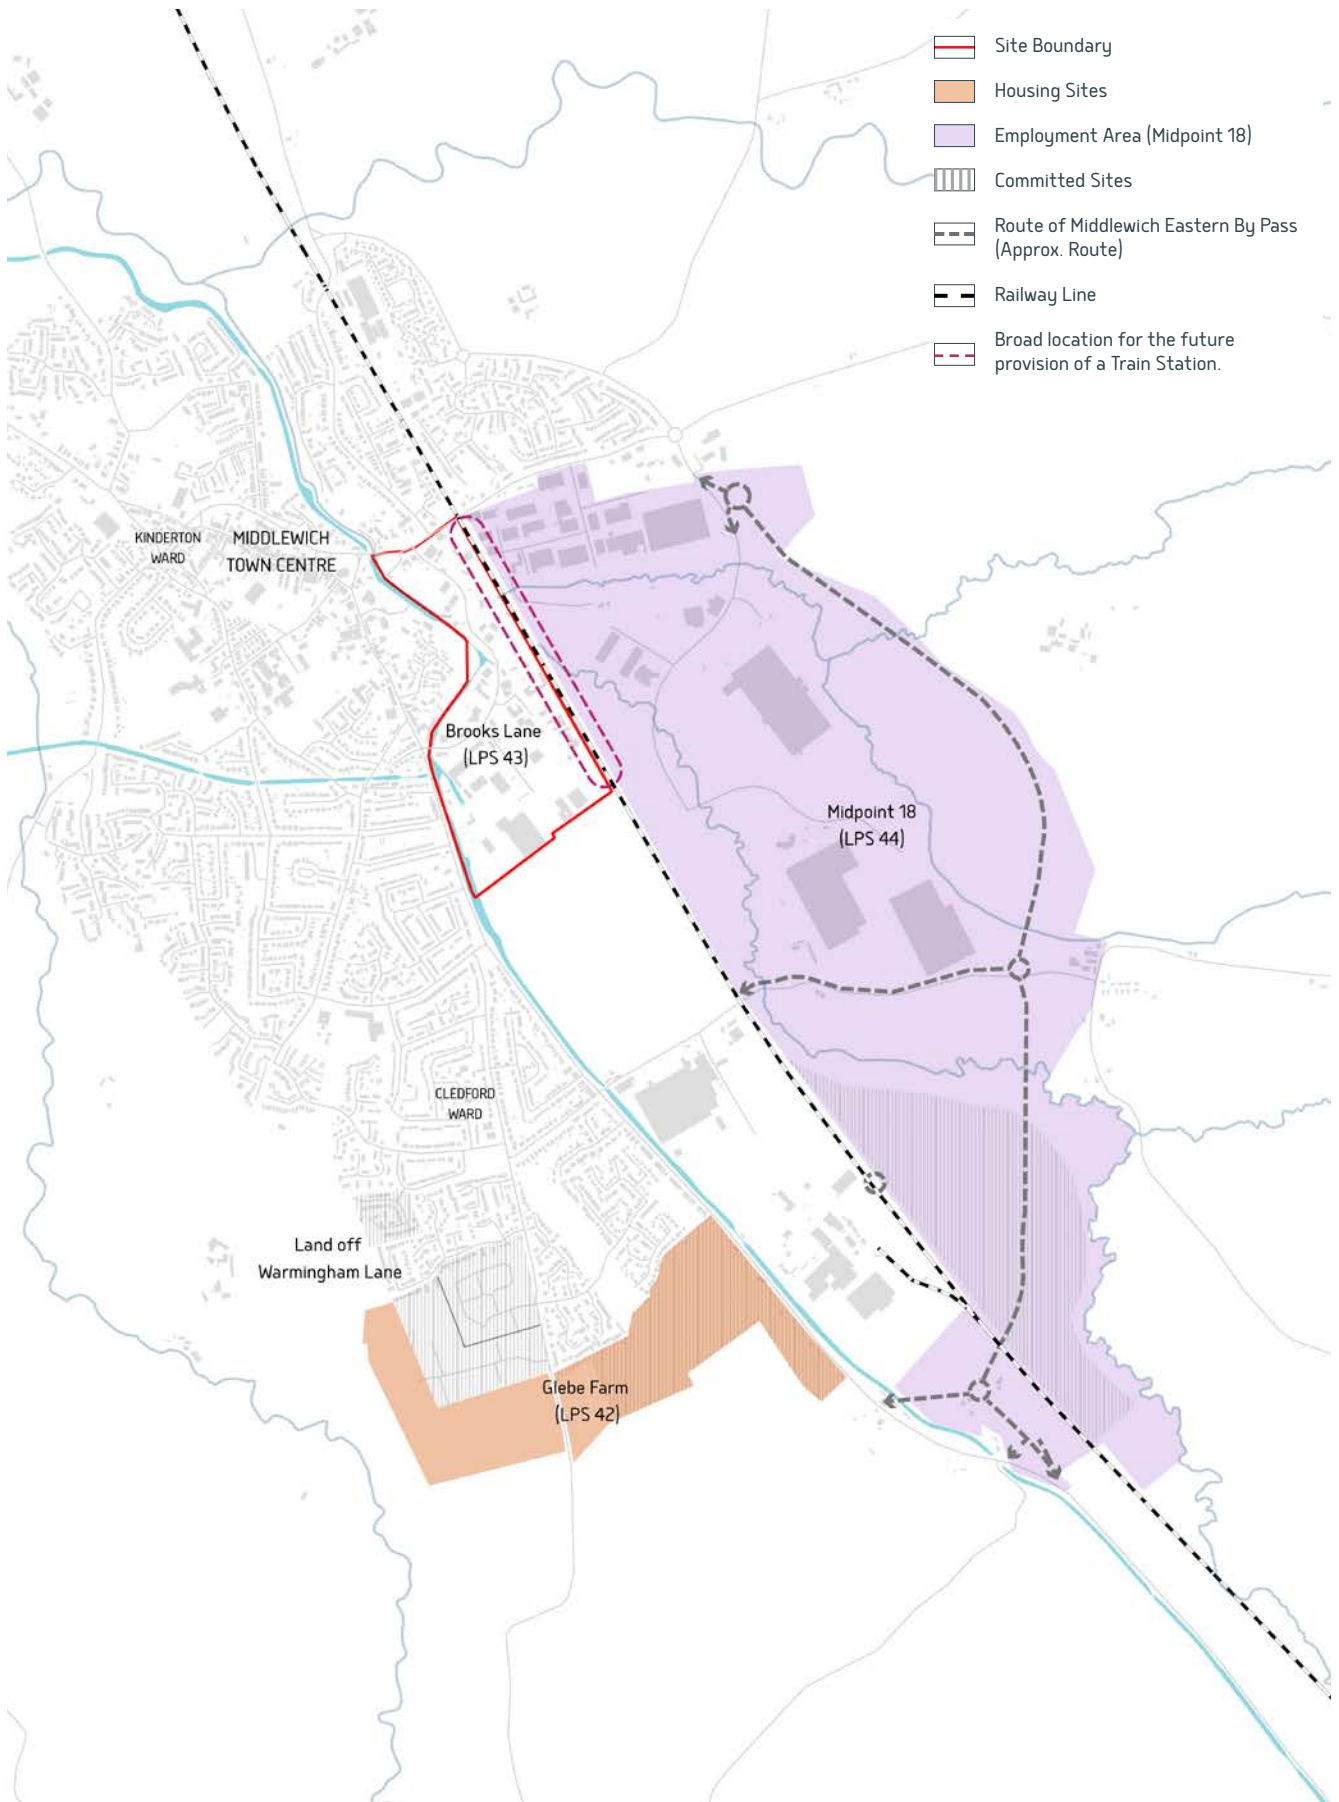 Site Boundary
Housing Sites
Employment Area (Midpoint 18)
Committed Sites
Route of Middlewich Eastern By Pass
(Approx. Route)
Railway Line
Broad location for the future
provision of a Train Station.
KINDERTON
WARD
MIDDLEWICH
TOWN CENTRE
Brooks Lane
(LPS 43)
Midpoint 18
(LPS 44)
CLEDFORD
WARD
Land off
Warmingham Lane
Glebe Farm
(LPS 42)